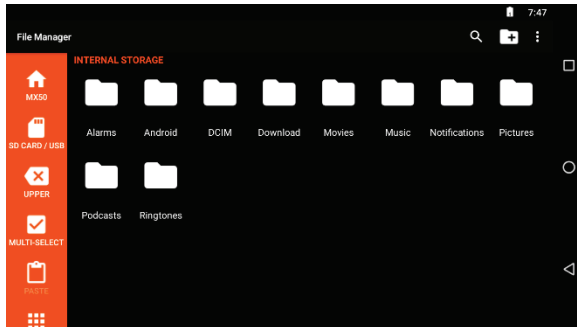 7:47
File Manager
INTERNAL STORAGE
MX50
SD CARD / USB
UPPER
MULTI-SELECT
PASTE
Alarms
Android
DCIM
Download
Movies
Music
Notifications
Pictures
Podcasts
Ringtones